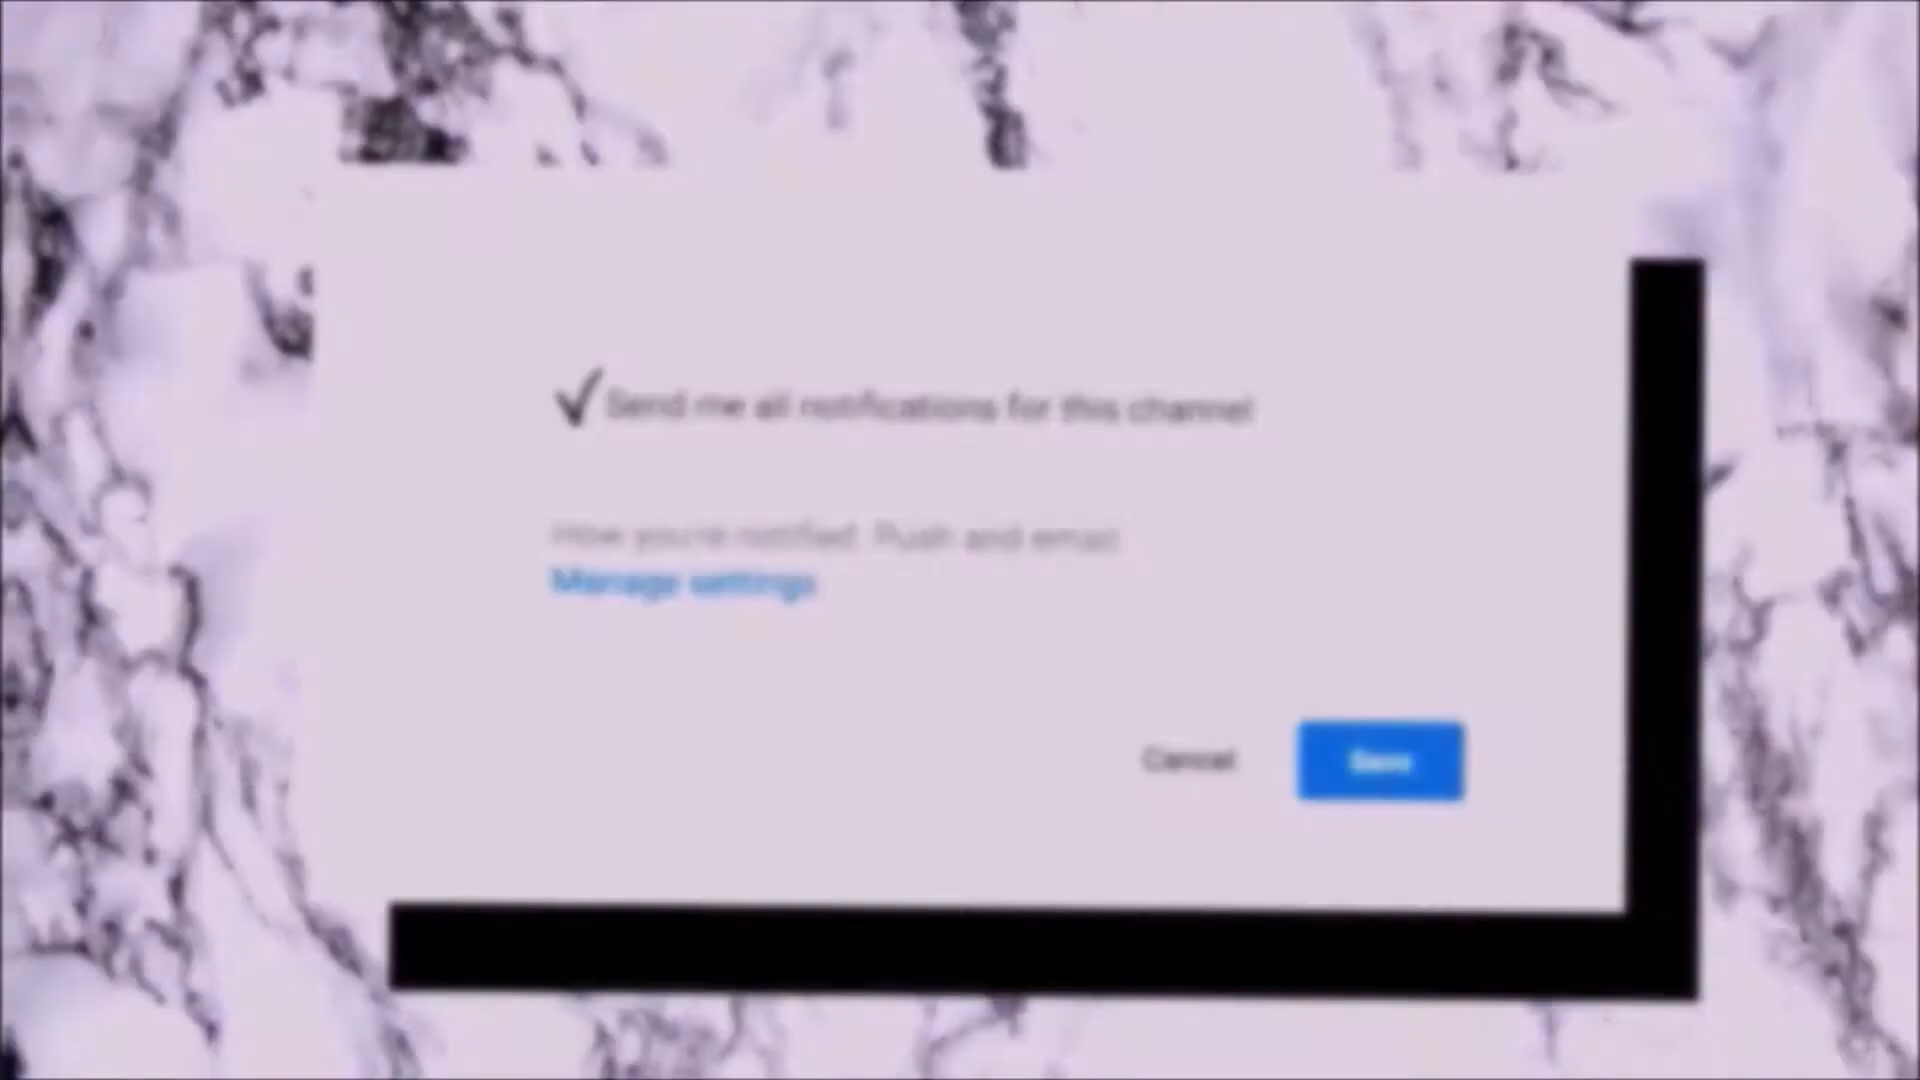 Send me all notifications for this channel
How you're notified: Push and email
Manage settings
Cancel
Save